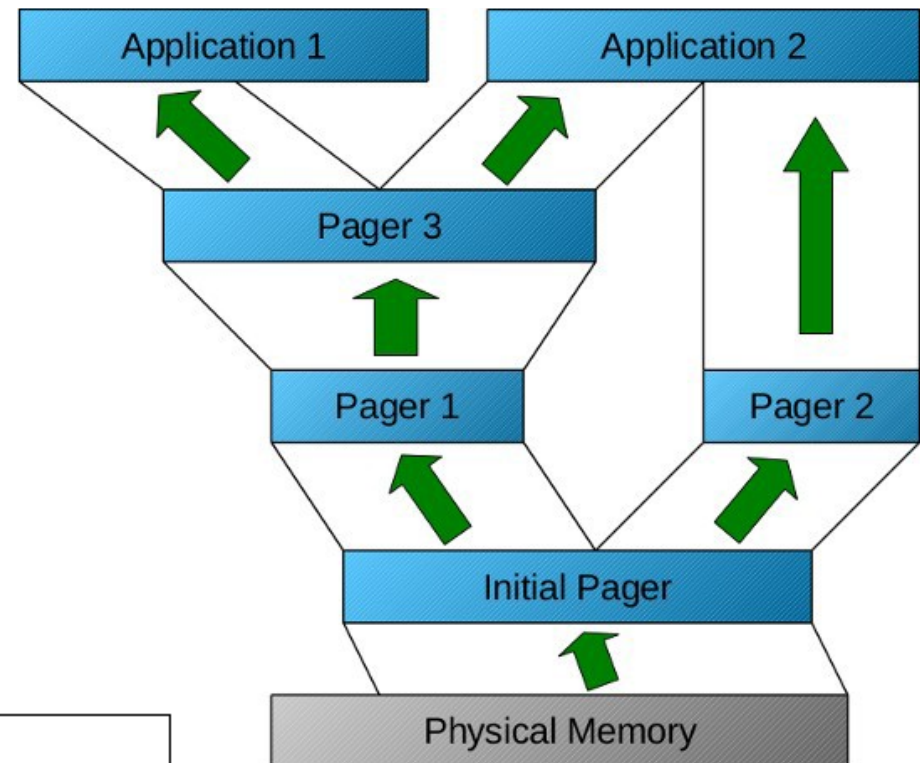 Application 1
Application 2
Pager 3
Pager 1
Pager 2
Initial Pager
Physical Memory